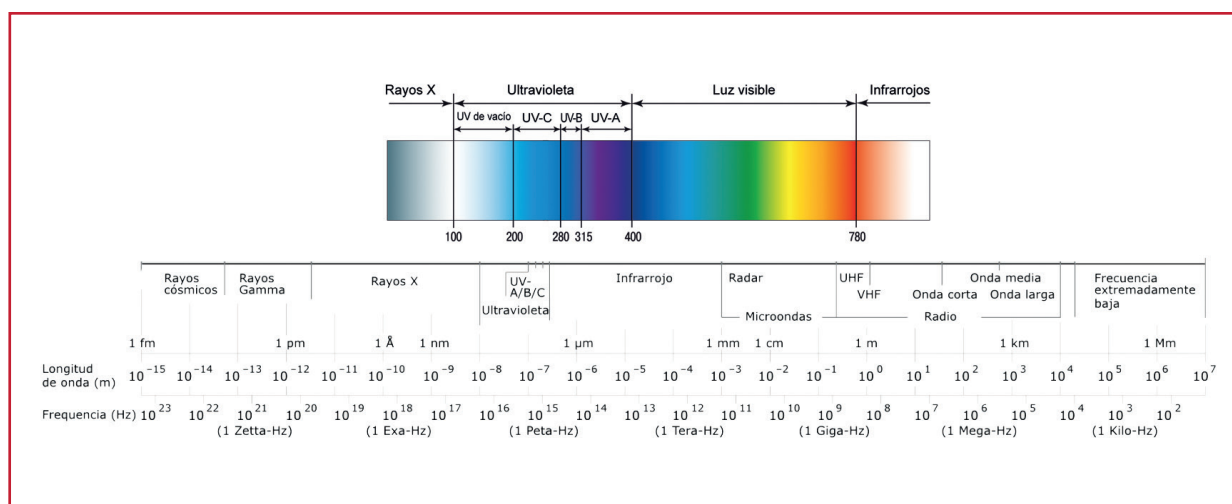 Rayos X Ultravioleta Luz visible Infrarrojos
UV de vacío UV-C UV-B UV-A
100 200 280 315 400 780
Rayos cósmicos
Rayos Gamma
Rayos X
UV-A/B/C
Ultravioleta
Infrarrojo
Radar
Microondas
UHF
VHF
Onda corta
Onda media
Onda larga
Radio
Frecuencia extremadamente baja
1 fm 1 pm 1 Å 1 nm 1 μm 1 mm 1 cm 1 m 1 km 1 Mm
Longitud de onda (m)
10⁻¹⁵ 10⁻¹⁴ 10⁻¹³ 10⁻¹² 10⁻¹¹ 10⁻¹⁰ 10⁻⁹ 10⁻⁸ 10⁻⁷ 10⁻⁶ 10⁻⁵ 10⁻⁴ 10⁻³ 10⁻² 10⁻¹ 10⁰ 10¹ 10² 10³ 10⁴ 10⁵ 10⁶ 10⁷
Frequencia (Hz) 10²³ 10²² 10²¹ 10²⁰ 10¹⁹ 10¹⁸ 10¹⁷ 10¹⁶ 10¹⁵ 10¹⁴ 10¹³ 10¹² 10¹¹ 10¹⁰ 10⁹ 10⁸ 10⁷ 10⁶ 10⁵ 10⁴ 10³ 10²
(1 Zetta-Hz) (1 Exa-Hz) (1 Peta-Hz) (1 Tera-Hz) (1 Giga-Hz) (1 Mega-Hz) (1 Kilo-Hz)